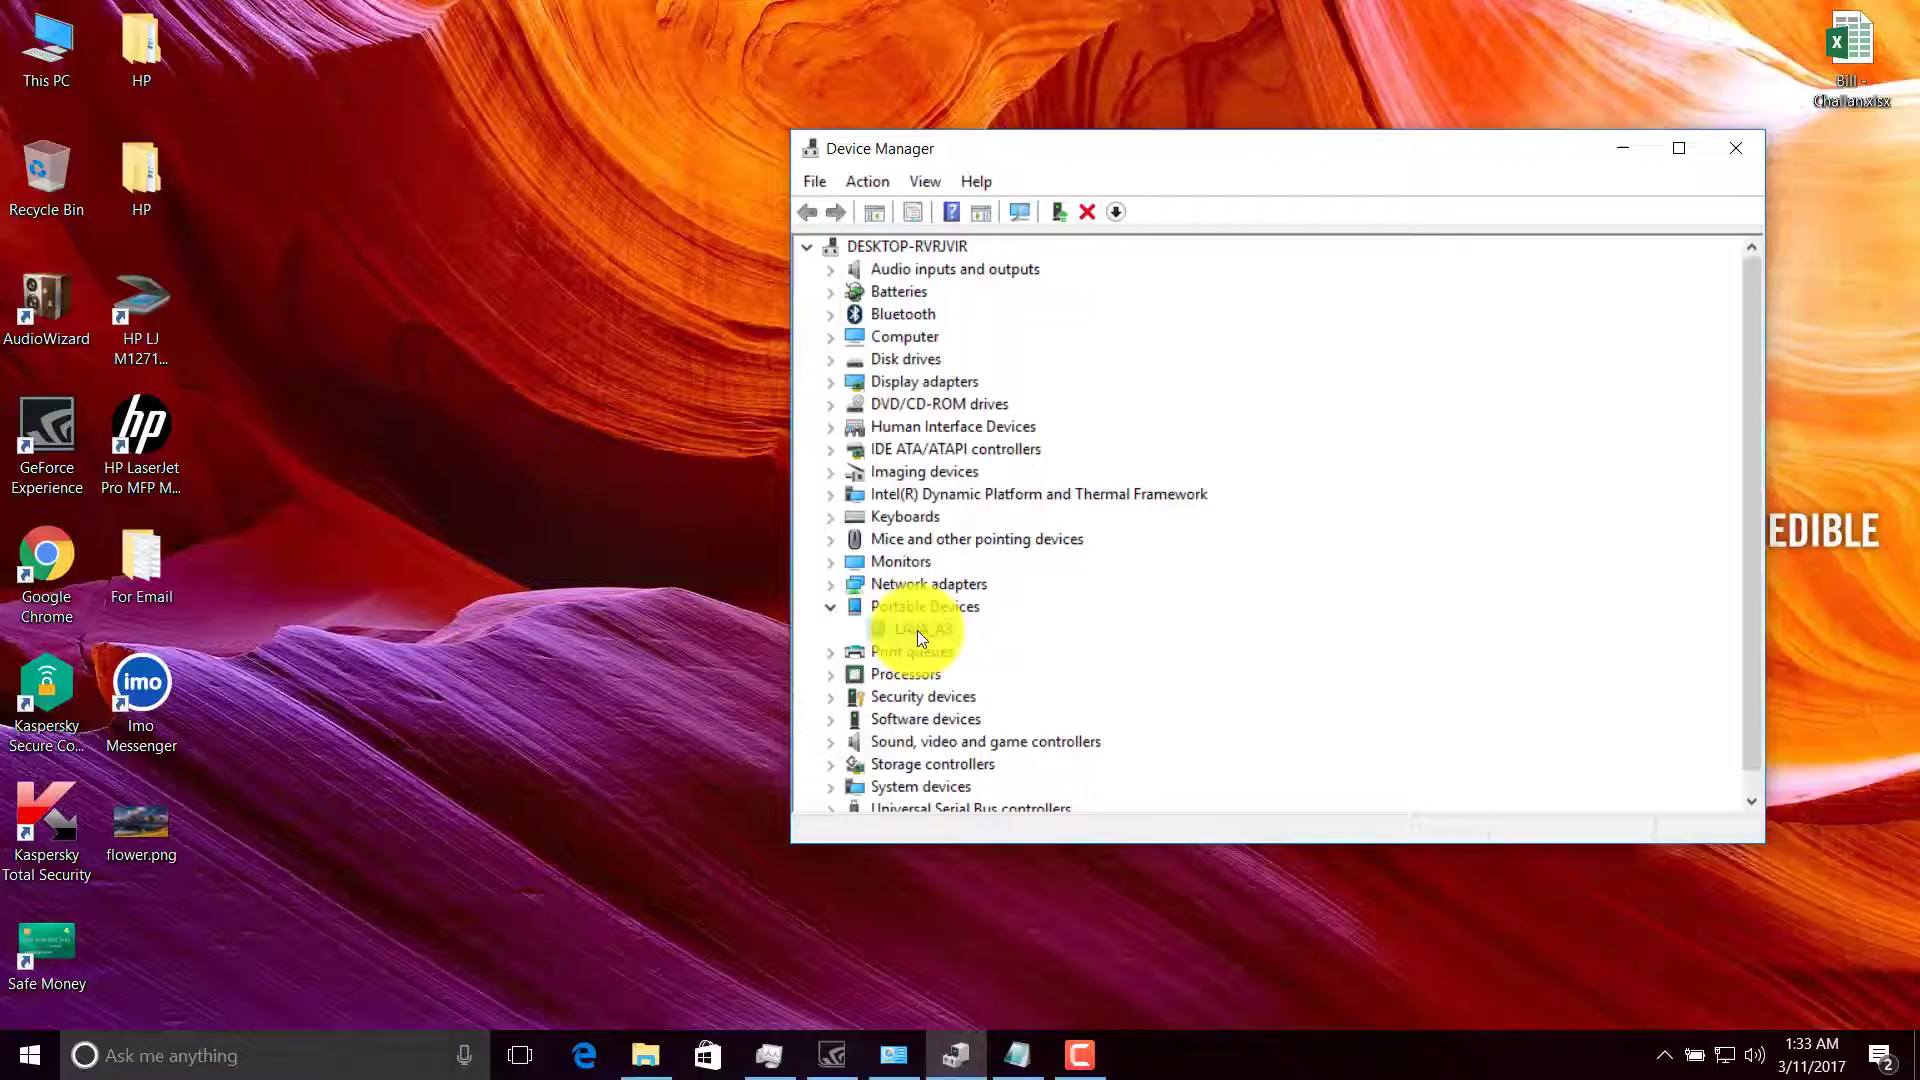 This PC
HP
Recycle Bin
HP
AudioWizard
HP LJ
M1271...
GeForce
Experience
hp
HP LaserJet
Pro MFP M...
Google
Chrome
For Email
Kaspersky
Secure Co...
imo
Imo
Messenger
Kaspersky
Total Security
flower.png
Safe Money
Bill -
Challan.xlsx
EDIBLE
Device Manager
File Action View Help
DESKTOP-RVRJVIR
Audio inputs and outputs
Batteries
Bluetooth
Computer
Disk drives
Display adapters
DVD/CD-ROM drives
Human Interface Devices
IDE ATA/ATAPI controllers
Imaging devices
Intel(R) Dynamic Platform and Thermal Framework
Keyboards
Mice and other pointing devices
Monitors
Network adapters
Portable Devices
LAVA_A3
Print queues
Processors
Security devices
Software devices
Sound, video and game controllers
Storage controllers
System devices
Universal Serial Bus controllers
Ask me anything
1:33 AM
3/11/2017
2